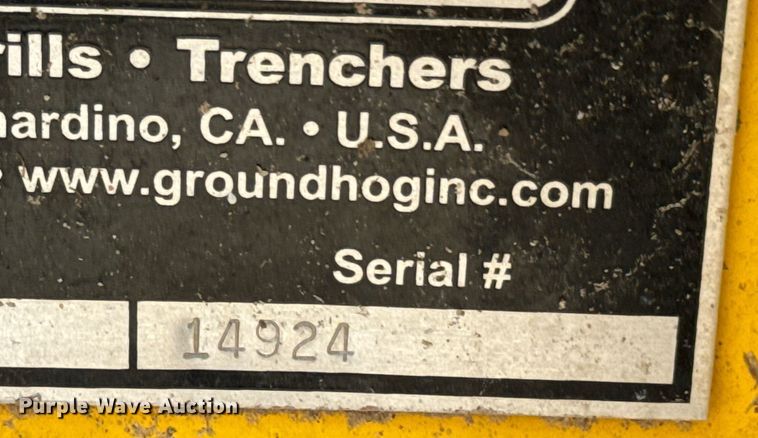 rills • Trenchers
nardino, CA. • U.S.A.
www.groundhoginc.com
Serial #
14924
Purple Wave Auction